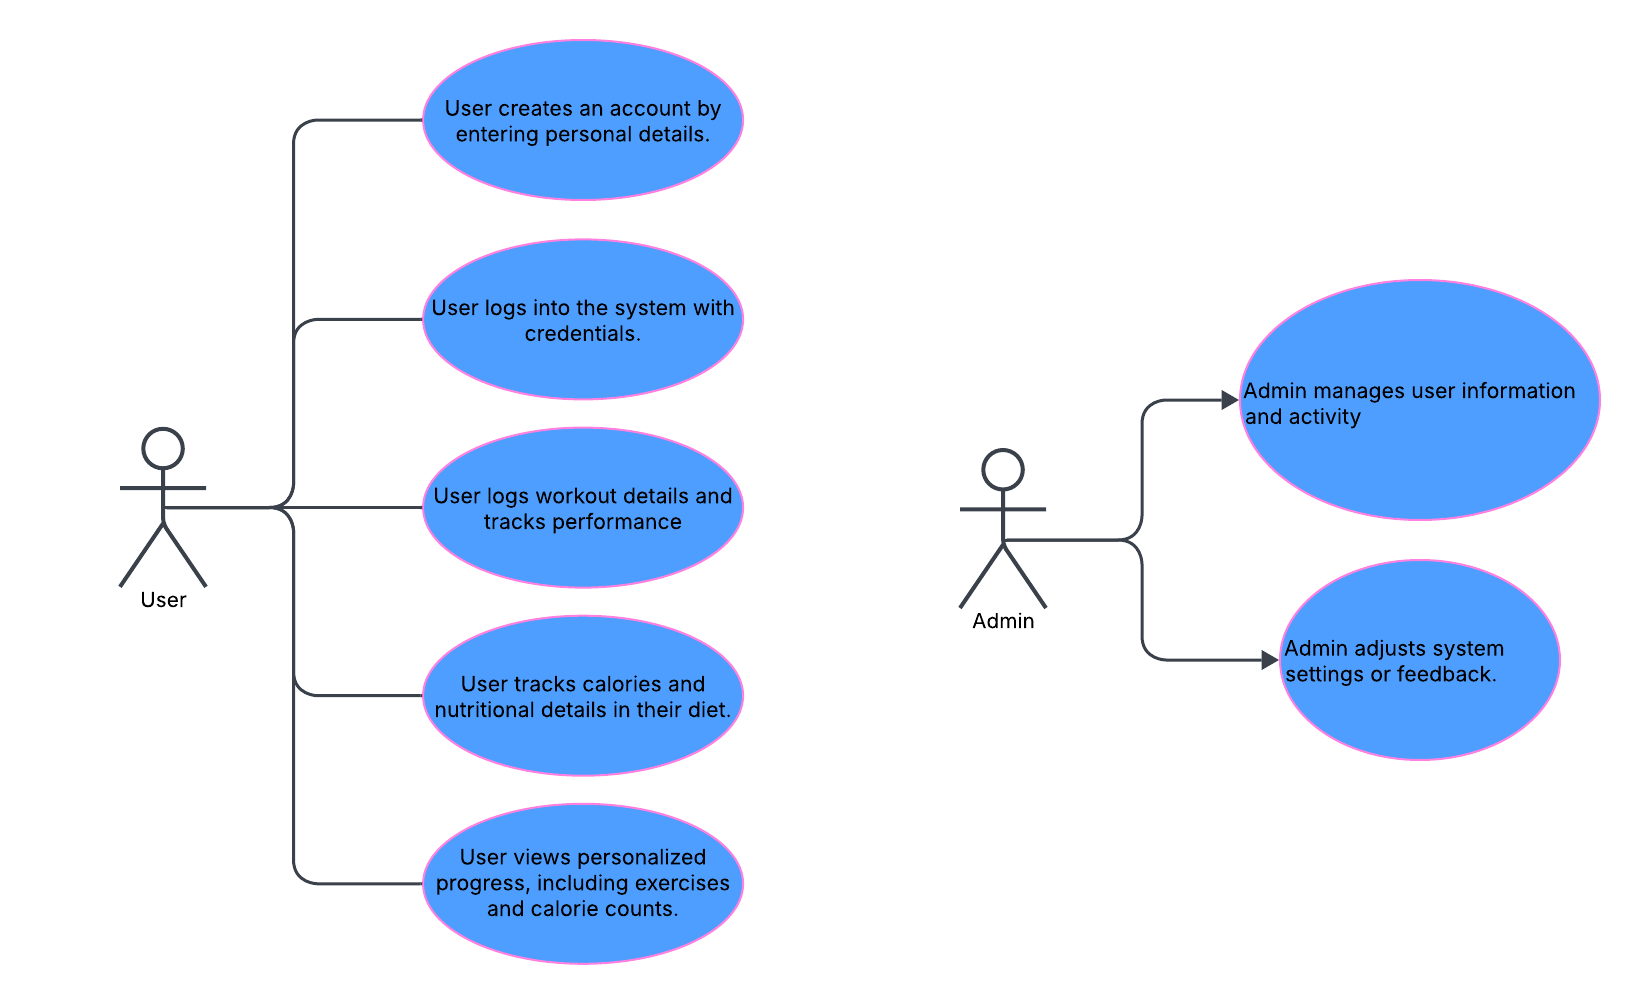 User creates an account by
entering personal details.
User logs into the system with
credentials.
User logs workout details and
tracks performance
User
User tracks calories and
nutritional details in their diet.
User views personalized
progress, including exercises
and calorie counts.
Admin manages user information
and activity
Admin
Admin adjusts system
settings or feedback.